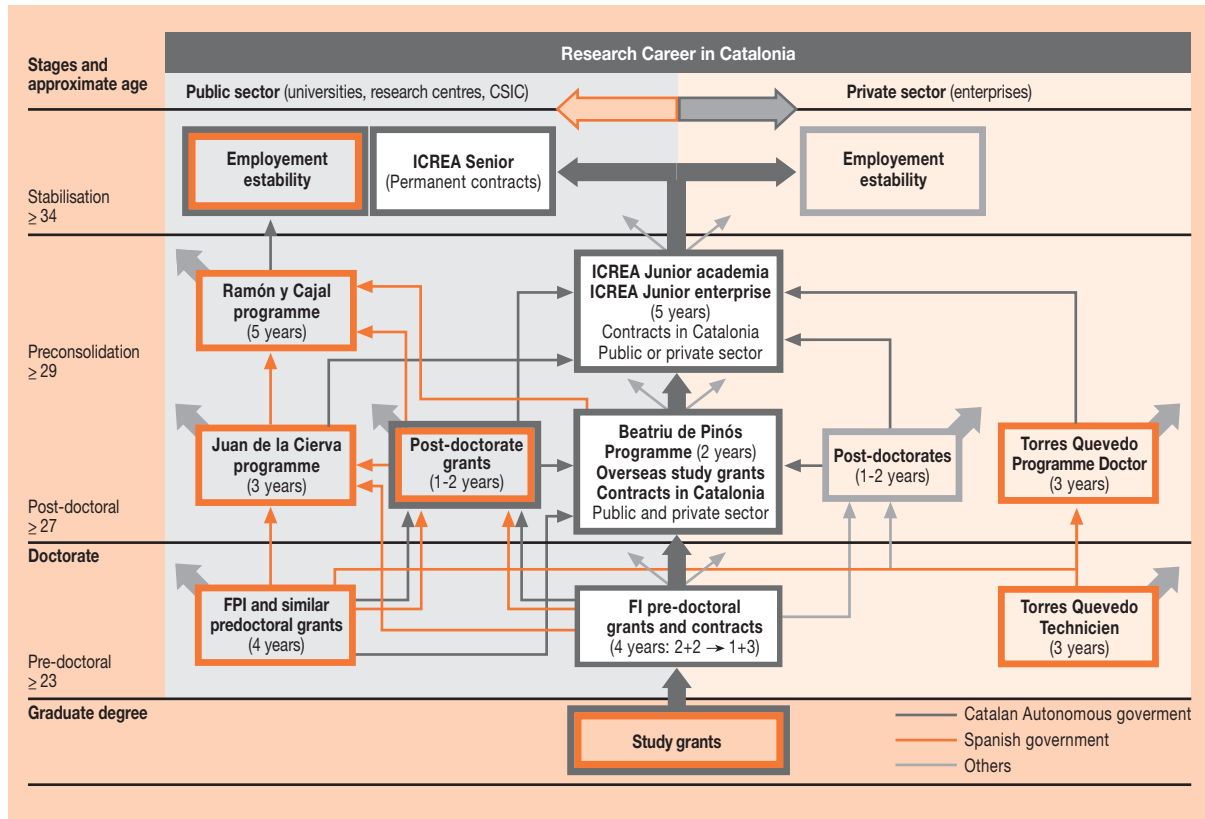 Research Career in Catalonia
Stages and
approximate age
Public sector (universities, research centres, CSIC)
Private sector (enterprises)
Employement
estability
ICREA Senior
(Permanent contracts)
Employement
estability
Stabilisation
≥ 34
ICREA Junior academia
ICREA Junior enterprise
(5 years)
Contracts in Catalonia
Public or private sector
Ramón y Cajal
programme
(5 years)
Preconsolidation
≥ 29
Juan de la Cierva
programme
(3 years)
Post-doctorate
grants
(1-2 years)
Beatriu de Pinós
Programme (2 years)
Overseas study grants
Contracts in Catalonia
Public and private sector
Post-doctorates
(1-2 years)
Torres Quevedo
Programme Doctor
(3 years)
Post-doctoral
≥ 27
Doctorate
FPI and similar
predoctoral grants
(4 years)
FI pre-doctoral
grants and contracts
(4 years: 2+2 → 1+3)
Torres Quevedo
Technicien
(3 years)
Pre-doctoral
≥ 23
Graduate degree
Study grants
Catalan Autonomous goverment
Spanish government
Others